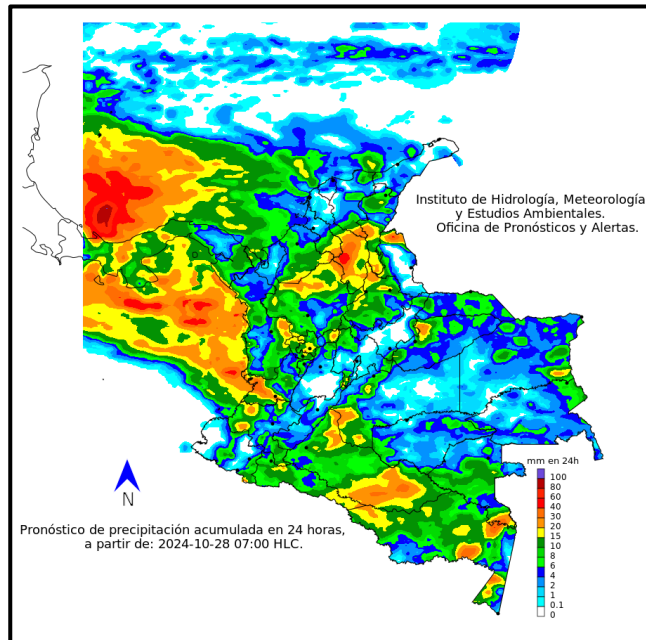 Instituto de Hidrología, Meteorología
y Estudios Ambientales.
Oficina de Pronósticos y Alertas.
N
Pronóstico de precipitación acumulada en 24 horas,
a partir de: 2024-10-28 07:00 HLC.
mm en 24h
100
80
60
40
30
20
15
10
8
6
4
2
1
0.1
0